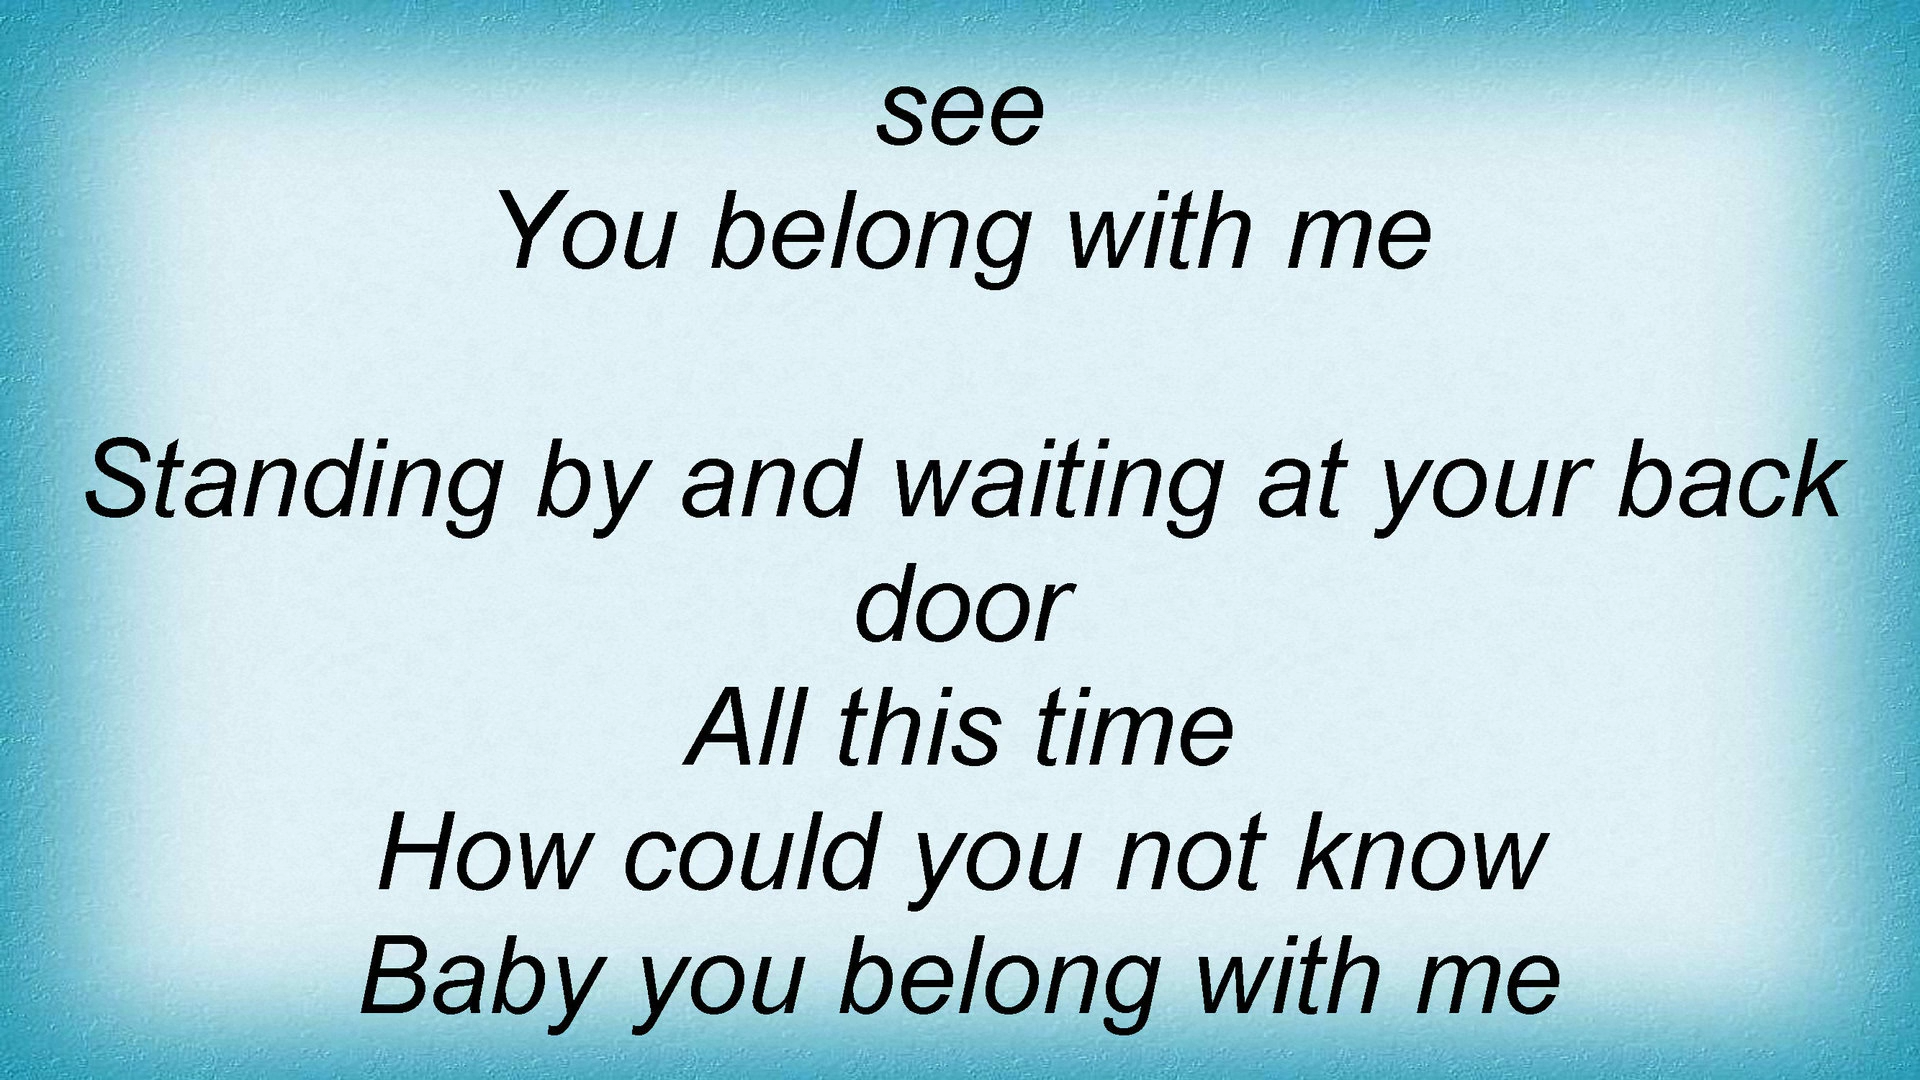 see
You belong with me
Standing by and waiting at your back
door
All this time
How could you not know
Baby you belong with me